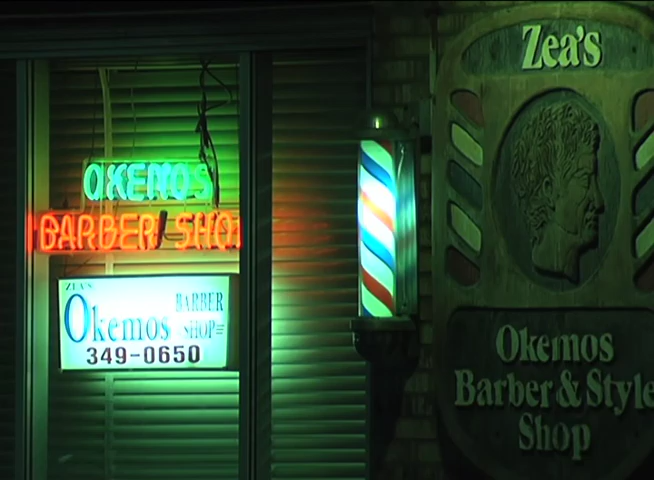 OKEMOS
BARBER SHOP
ZEA'S
Okemos BARBER SHOP
349-0650
Zea's
Okemos
Barber & Style
Shop